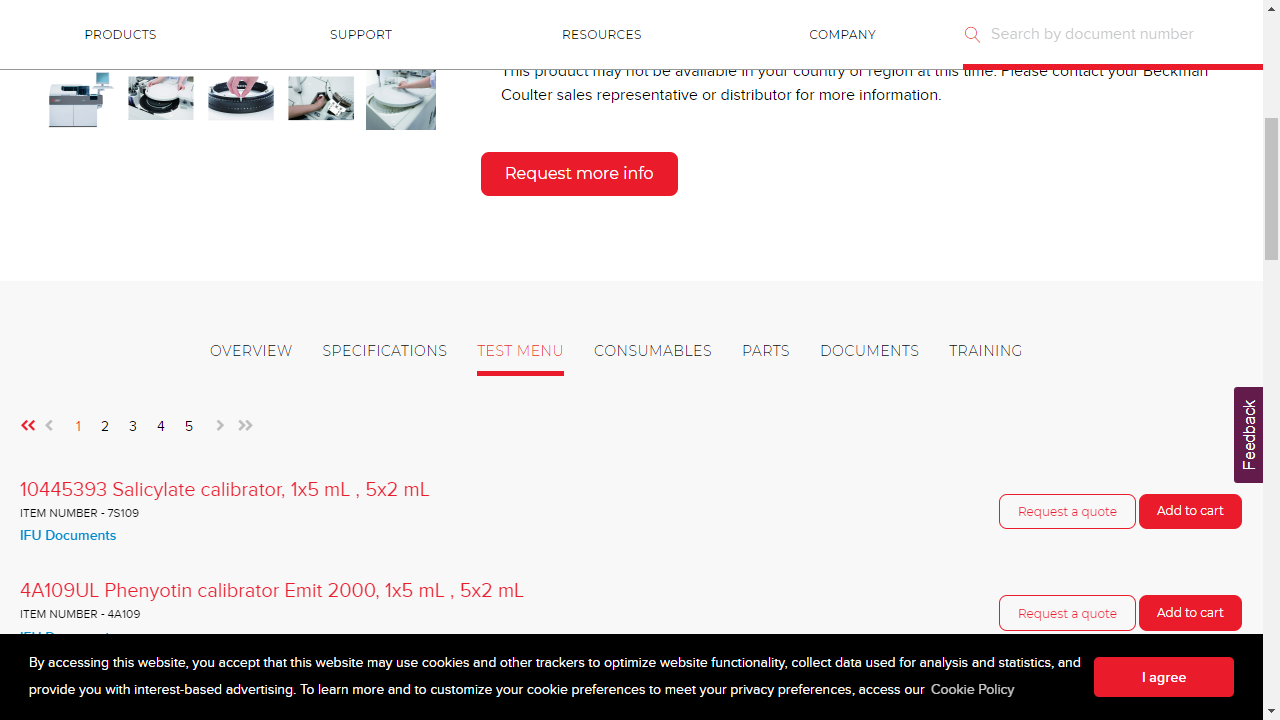 PRODUCTS
SUPPORT
RESOURCES
COMPANY
Search by document number
This product may not be available in your country or region at this time. Please contact your Beckman
Coulter sales representative or distributor for more information.
Request more info
OVERVIEW
SPECIFICATIONS
TEST MENU
CONSUMABLES
PARTS
DOCUMENTS
TRAINING
1 2 3 4 5
Feedback
10445393 Salicylate calibrator, 1x5 mL , 5x2 mL
ITEM NUMBER - 7S109
IFU Documents
Request a quote
Add to cart
4A109UL Phenyotin calibrator Emit 2000, 1x5 mL , 5x2 mL
ITEM NUMBER - 4A109
IFU Documents
Request a quote
Add to cart
By accessing this website, you accept that this website may use cookies and other trackers to optimize website functionality, collect data used for analysis and statistics, and
provide you with interest-based advertising. To learn more and to customize your cookie preferences to meet your privacy preferences, access our Cookie Policy
I agree